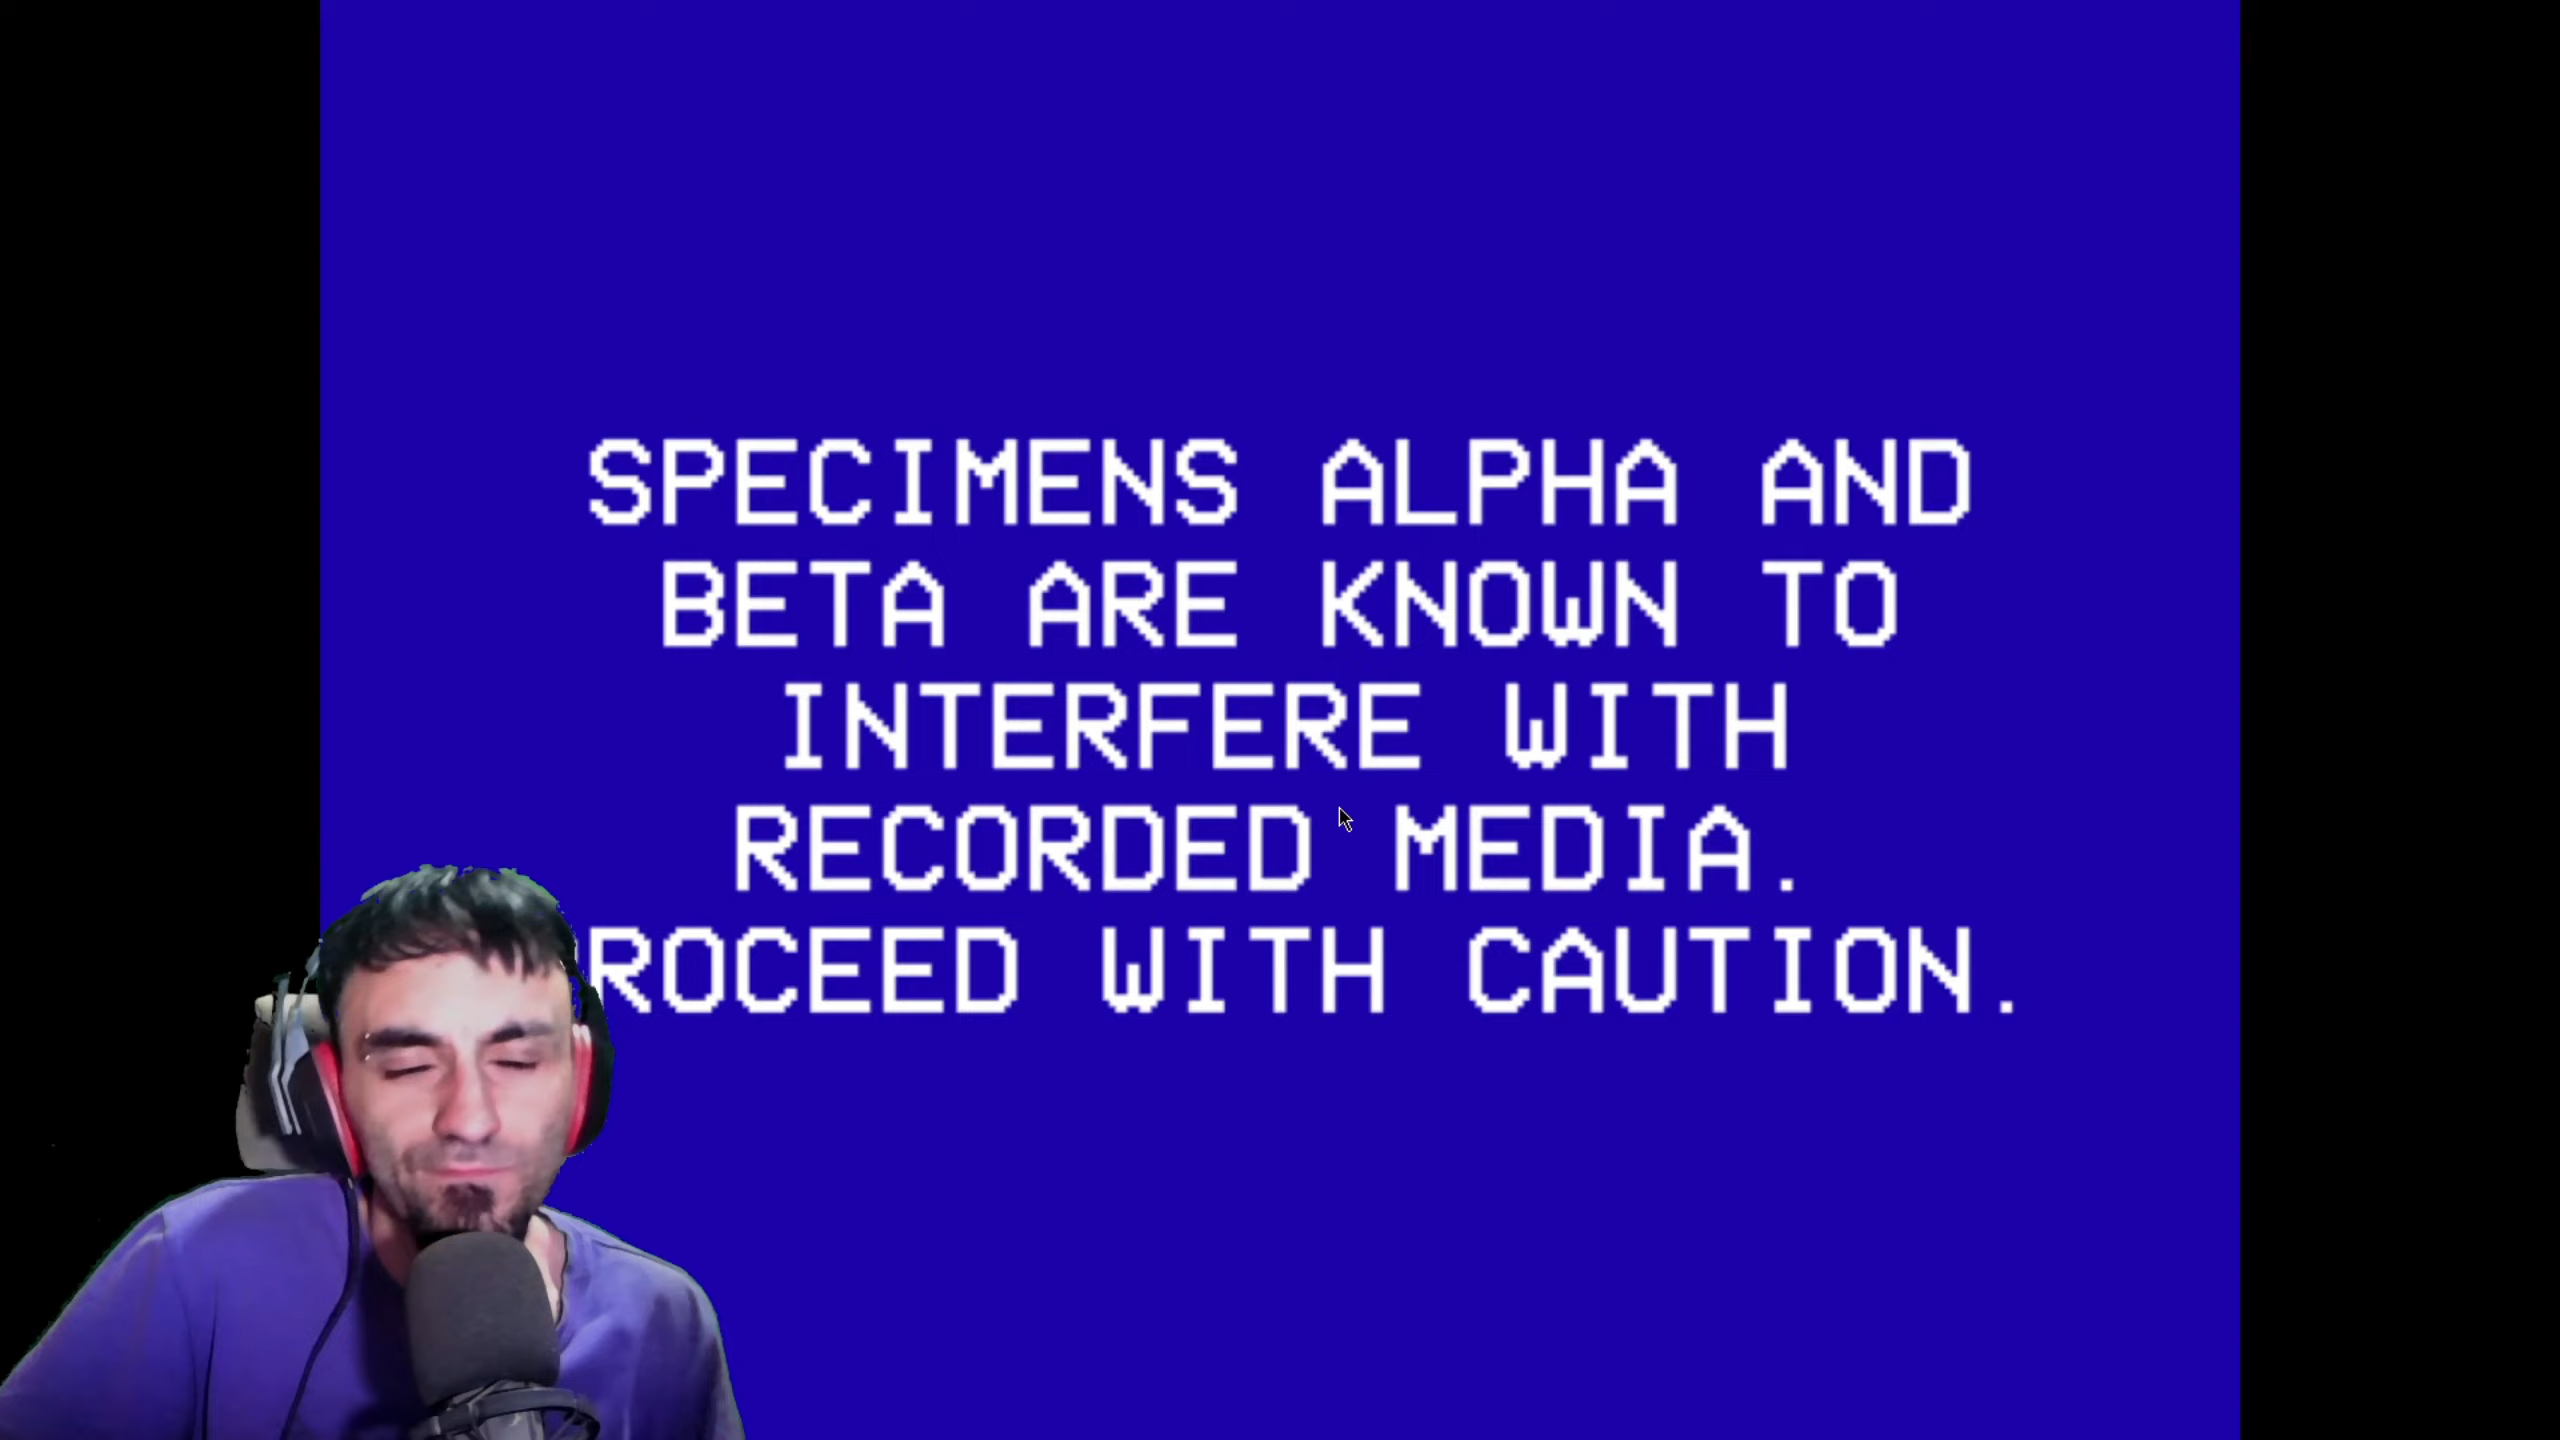 SPECIMENS ALPHA AND
BETA ARE KNOWN TO
INTERFERE WITH
RECORDED MEDIA.
ROCEED WITH CAUTION.